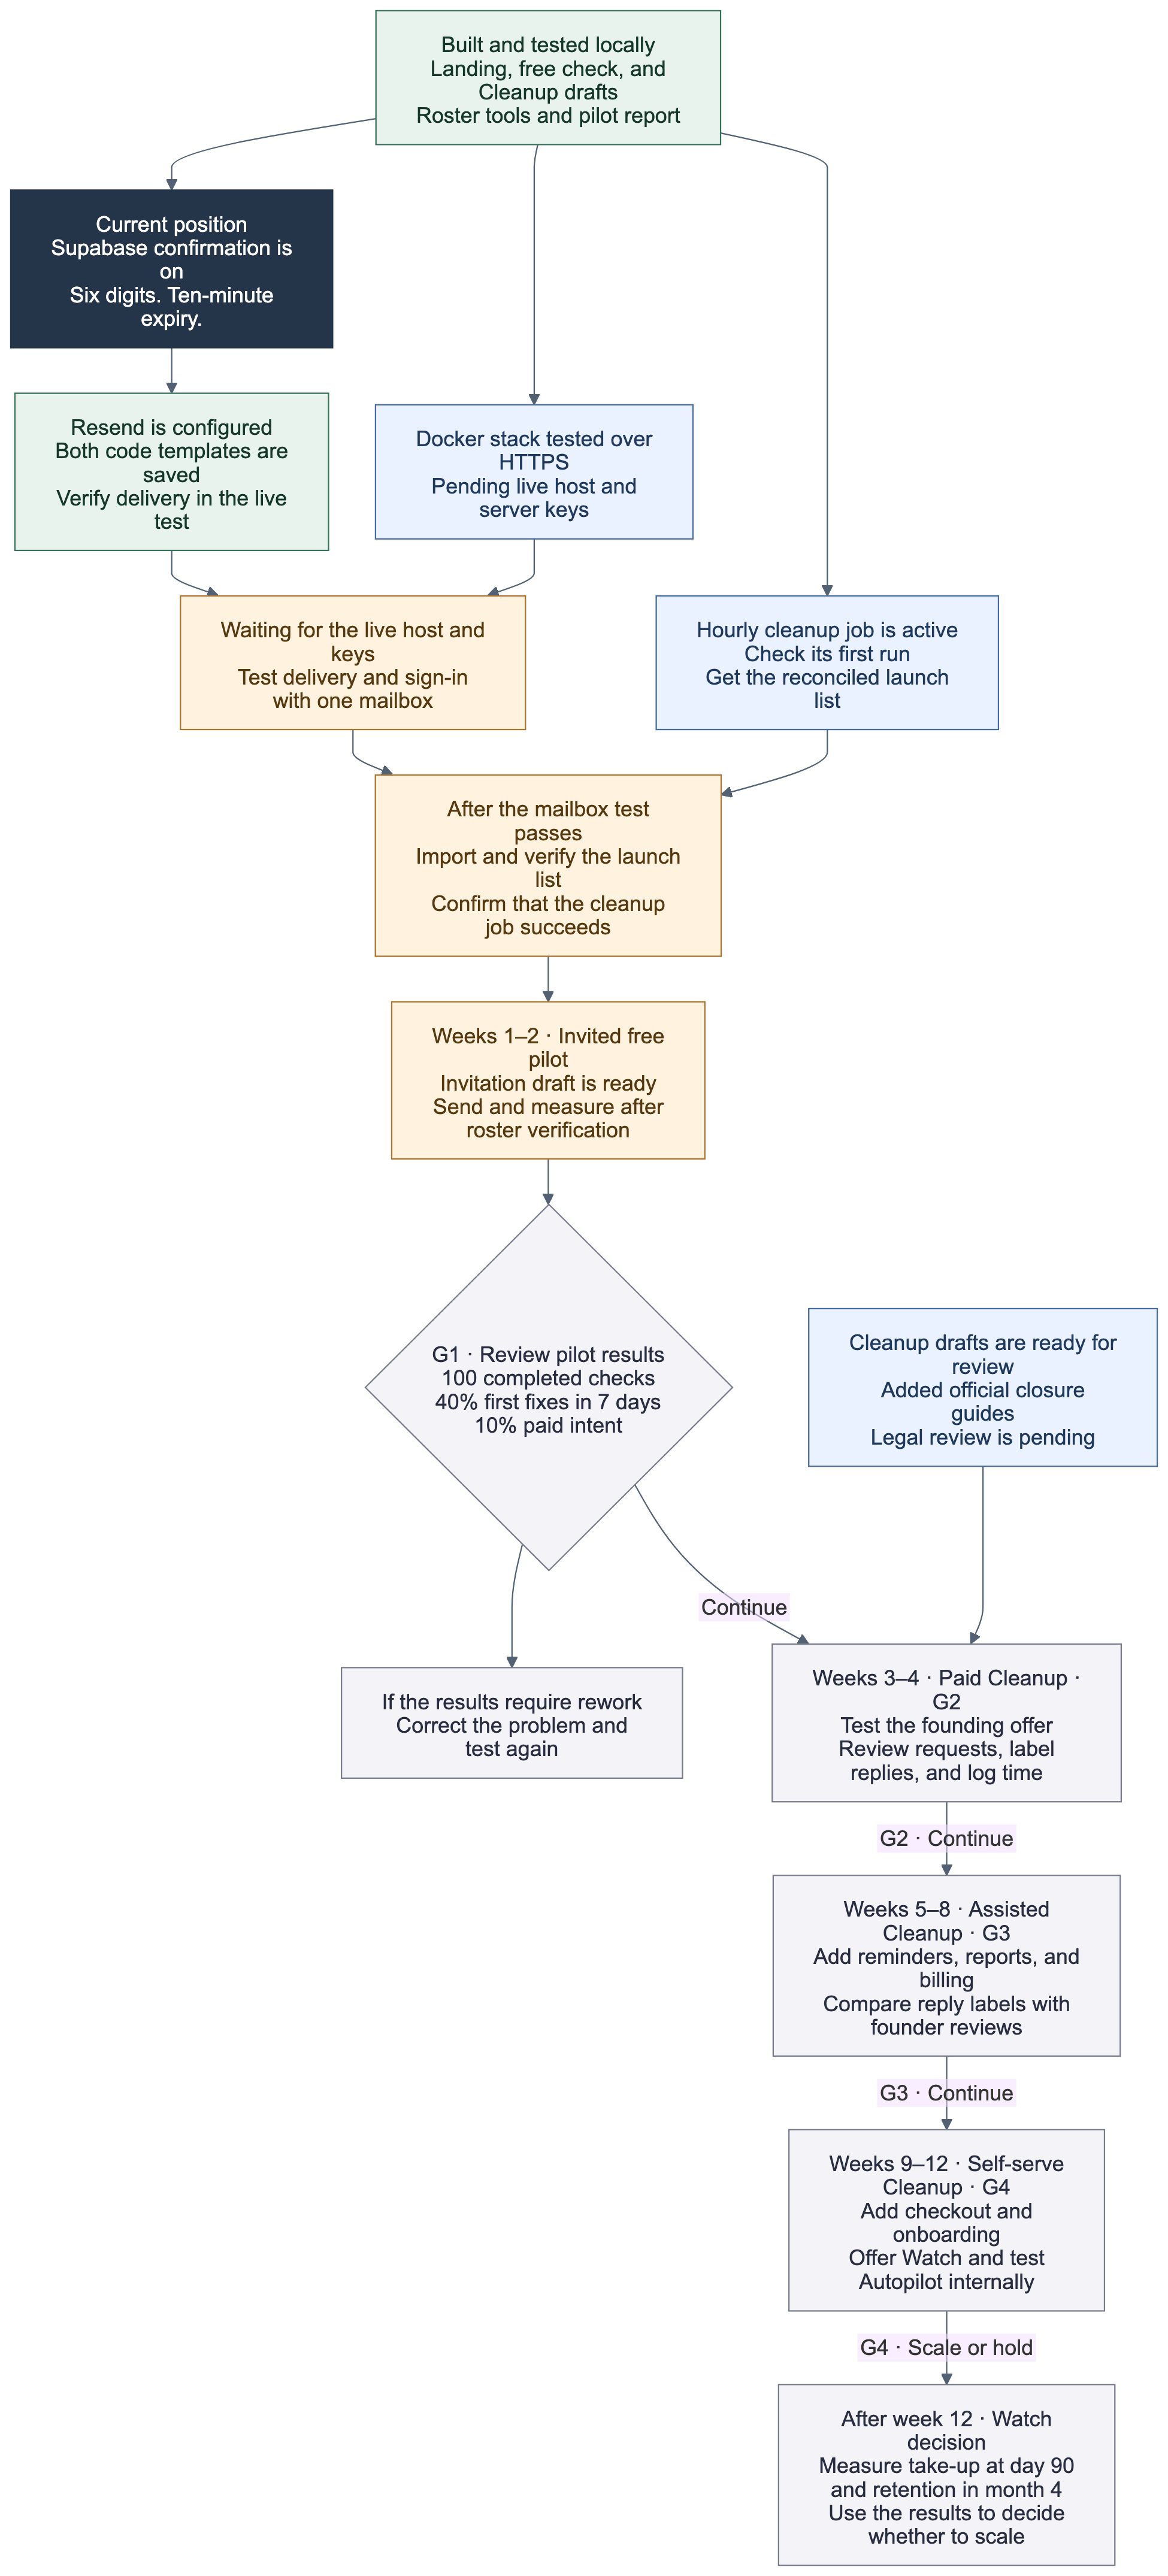 Built and tested locally
Landing, free check, and
Cleanup drafts
Roster tools and pilot report
Current position
Supabase confirmation is
on
Six digits. Ten-minute
expiry.
Resend is configured
Both code templates are
saved
Verify delivery in the live
test
Docker stack tested over
HTTPS
Pending live host and
server keys
Waiting for the live host and
keys
Test delivery and sign-in
with one mailbox
Hourly cleanup job is active
Check its first run
Get the reconciled launch
list
After the mailbox test
passes
Import and verify the launch
list
Confirm that the cleanup
job succeeds
Weeks 1–2 · Invited free
pilot
Invitation draft is ready
Send and measure after
roster verification
G1 · Review pilot results
100 completed checks
40% first fixes in 7 days
10% paid intent
Cleanup drafts are ready for
review
Added official closure
guides
Legal review is pending
Continue
If the results require rework
Correct the problem and
test again
Weeks 3–4 · Paid Cleanup ·
G2
Test the founding offer
Review requests, label
replies, and log time
G2 · Continue
Weeks 5–8 · Assisted
Cleanup · G3
Add reminders, reports, and
billing
Compare reply labels with
founder reviews
G3 · Continue
Weeks 9–12 · Self-serve
Cleanup · G4
Add checkout and
onboarding
Offer Watch and test
Autopilot internally
G4 · Scale or hold
After week 12 · Watch
decision
Measure take-up at day 90
and retention in month 4
Use the results to decide
whether to scale